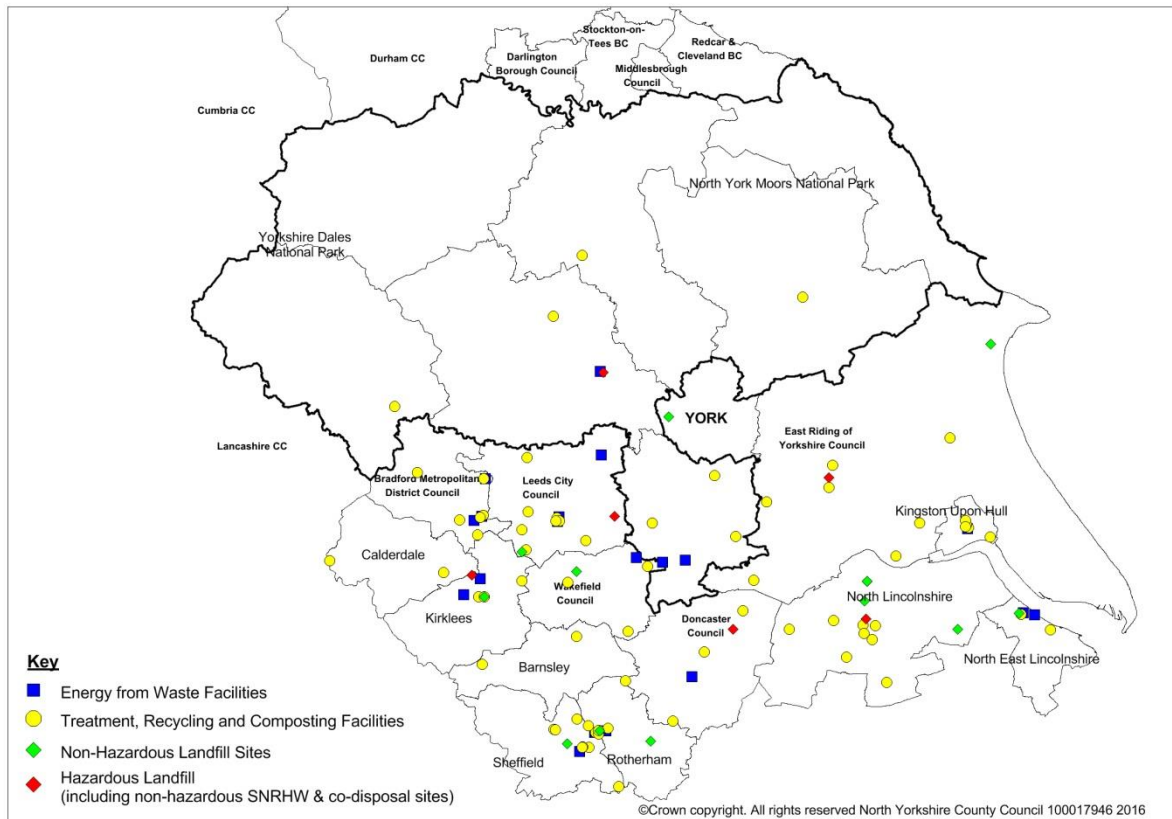 Stockton-on-
Tees BC
Redcar &
Cleveland BC
Durham CC
Darlington
Borough Council
Middlesbrough
Council
Cumbria CC
North York Moors National Park
Yorkshire Dales
National Park
YORK
East Riding of
Yorkshire Council
Lancashire CC
Bradford Metropolitan
District Council
Leeds City
Council
Kingston Upon Hull
Calderdale
Wakefield
Council
North Lincolnshire
Kirklees
Doncaster
Council
Barnsley
North East Lincolnshire
Sheffield
Rotherham
Key
Energy from Waste Facilities
Treatment, Recycling and Composting Facilities
Non-Hazardous Landfill Sites
Hazardous Landfill
(including non-hazardous SNRHW & co-disposal sites)
©Crown copyright. All rights reserved North Yorkshire County Council 100017946 2016